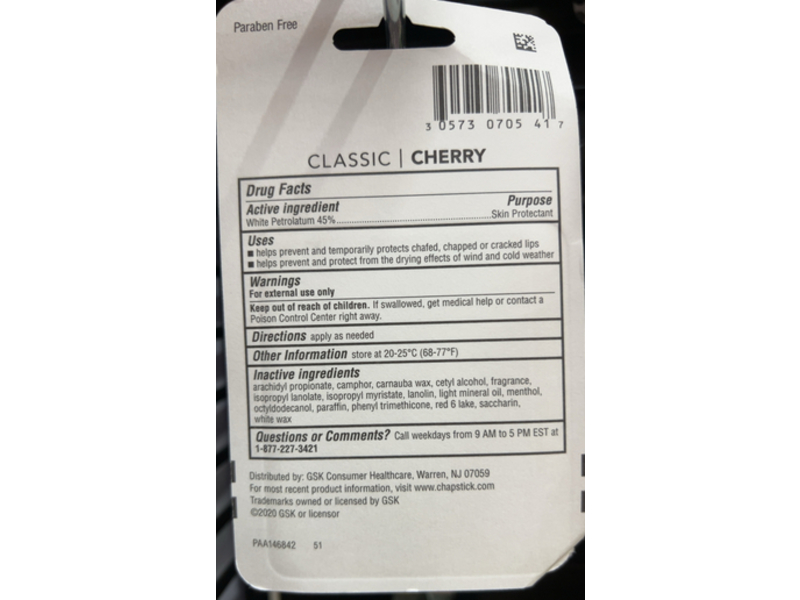 Paraben Free
3 0573 0705 41 7
CLASSIC | CHERRY
Drug Facts
Active ingredient Purpose
White Petrolatum 45%......Skin Protectant
Uses
■ helps prevent and temporarily protects chafed, chapped or cracked lips
■ helps prevent and protect from the drying effects of wind and cold weather
Warnings
For external use only
Keep out of reach of children. If swallowed, get medical help or contact a
Poison Control Center right away.
Directions apply as needed
Other Information store at 20-25°C (68-77°F)
Inactive ingredients
arachidyl propionate, camphor, carnauba wax, cetyl alcohol, fragrance,
isopropyl lanolate, isopropyl myristate, lanolin, light mineral oil, menthol,
octyldodecanol, paraffin, phenyl trimethicone, red 6 lake, saccharin,
white wax
Questions or Comments? Call weekdays from 9 AM to 5 PM EST at
1-877-227-3421
Distributed by: GSK Consumer Healthcare, Warren, NJ 07059
For most recent product information, visit www.chapstick.com
Trademarks owned or licensed by GSK
©2020 GSK or licensor
PAA146842 51